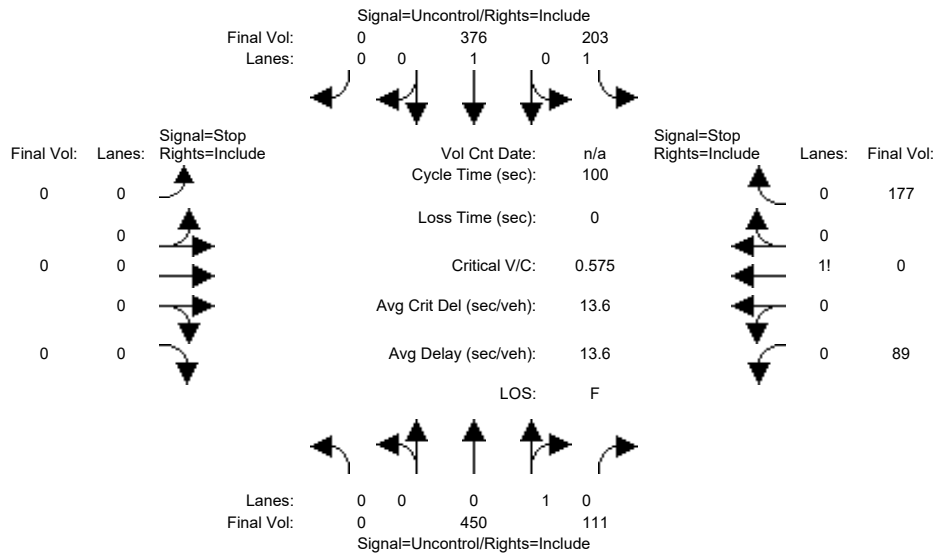 Signal=Uncontrol/Rights=Include
Final Vol: 0 376 203
Lanes: 0 0 1 0 1
Signal=Stop
Final Vol: Lanes: Rights=Include
Vol Cnt Date: n/a
Signal=Stop
Rights=Include Lanes: Final Vol:
Cycle Time (sec): 100
0 0
0 177
Loss Time (sec): 0
0
0
0 0
Critical V/C: 0.575
1! 0
0
Avg Crit Del (sec/veh): 13.6
0
0 0
Avg Delay (sec/veh): 13.6
0 89
LOS: F
Lanes: 0 0 0 1 0
Final Vol: 0 450 111
Signal=Uncontrol/Rights=Include